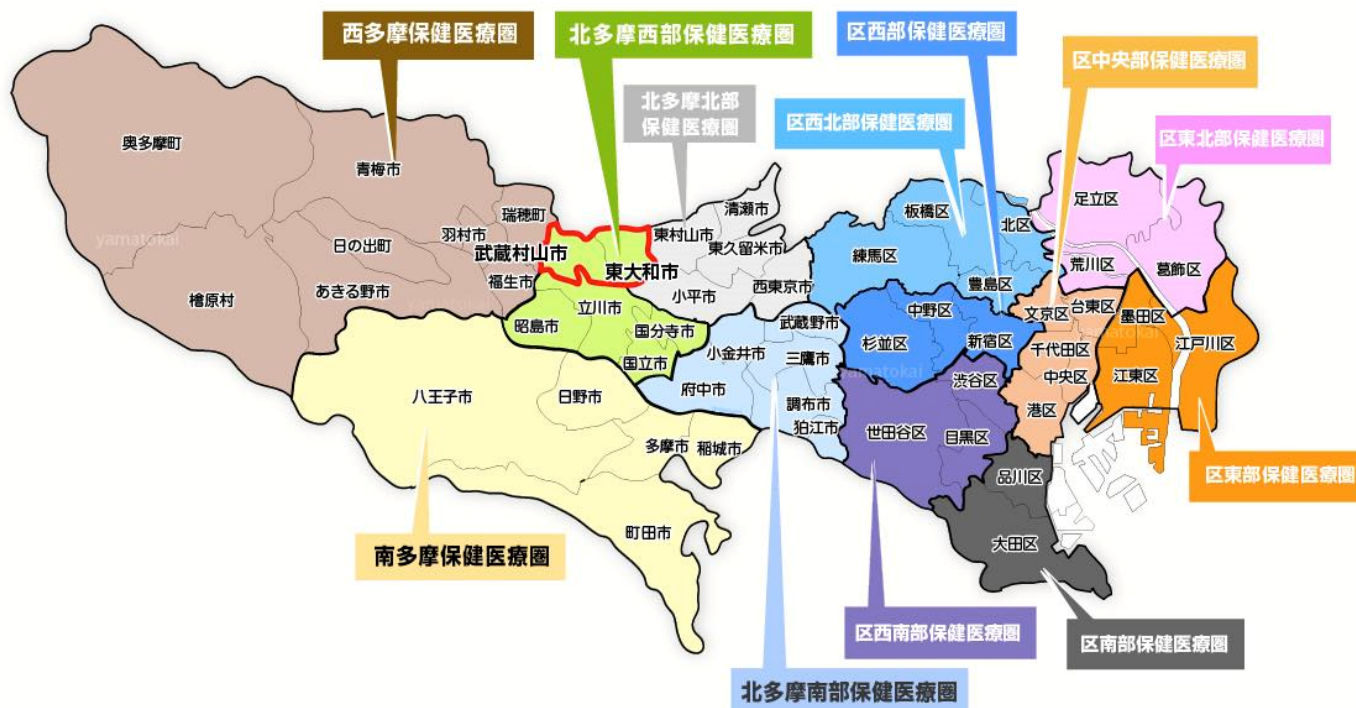 西多摩保健医療圏
北多摩西部保健医療圏
区西部保健医療圏
区中央部保健医療圏
北多摩北部
保健医療圏
区西北部保健医療圏
区東北部保健医療圏
奥多摩町
青梅市
瑞穂町
羽村市
日の出町
檜原村
あきる野市
福生市
yamatokai
yamatokai
武蔵村山市
東大和市
昭島市
立川市
国分寺市
国立市
清瀬市
東村山市
東久留米市
小平市
西東京市
武蔵野市
小金井市
三鷹市
府中市
調布市
狛江市
八王子市
日野市
多摩市
稲城市
町田市
板橋区
北区
練馬区
豊島区
中野区
杉並区
新宿区
yamatokai
渋谷区
世田谷区
目黒区
足立区
荒川区
葛飾区
文京区
台東区
yamatokai
千代田区
中央区
港区
墨田区
江戸川区
江東区
品川区
大田区
区東部保健医療圏
南多摩保健医療圏
区西南部保健医療圏
区南部保健医療圏
北多摩南部保健医療圏